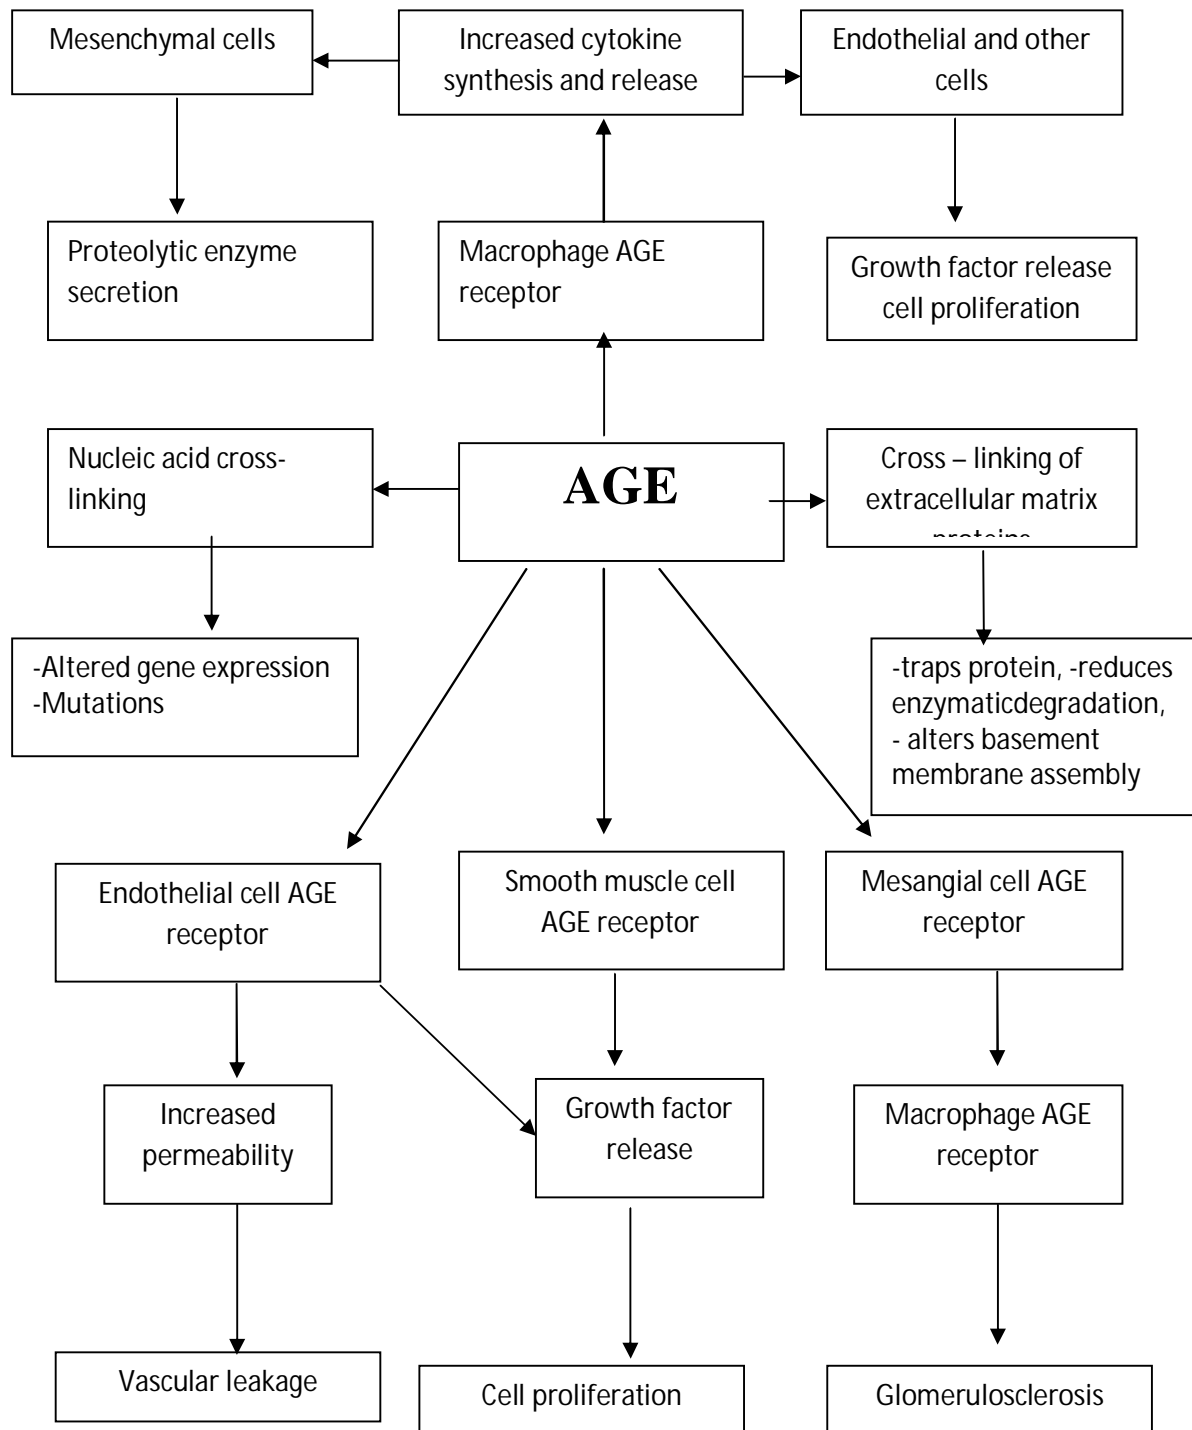 Mesenchymal cells
Increased cytokine
synthesis and release
Endothelial and other
cells
Proteolytic enzyme
secretion
Macrophage AGE
receptor
Growth factor release
cell proliferation
Nucleic acid cross-
linking
AGE
Cross – linking of
extracellular matrix
proteins
-Altered gene expression
-Mutations
-traps protein, -reduces
enzymaticdegradation,
- alters basement
membrane assembly
Endothelial cell AGE
receptor
Smooth muscle cell
AGE receptor
Mesangial cell AGE
receptor
Increased
permeability
Growth factor
release
Macrophage AGE
receptor
Vascular leakage
Cell proliferation
Glomerulosclerosis